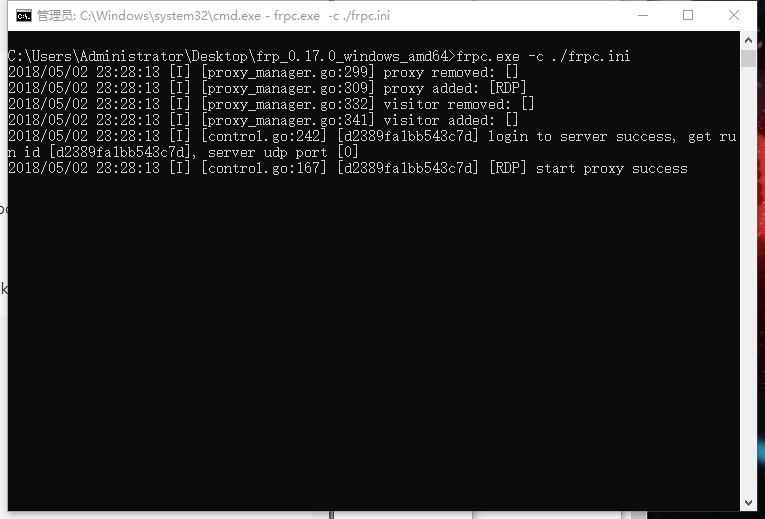 管理员: C:\Windows\system32\cmd.exe - frpc.exe  -c ./frpc.ini
C:\Users\Administrator\Desktop\frp_0.17.0_windows_amd64>frpc.exe -c ./frpc.ini
2018/05/02 23:28:13 [I] [proxy_manager.go:299] proxy removed: []
2018/05/02 23:28:13 [I] [proxy_manager.go:309] proxy added: [RDP]
2018/05/02 23:28:13 [I] [proxy_manager.go:332] visitor removed: []
2018/05/02 23:28:13 [I] [proxy_manager.go:341] visitor added: []
2018/05/02 23:28:13 [I] [control.go:242] [d2389fa1bb543c7d] login to server success, get ru
n id [d2389fa1bb543c7d], server udp port [0]
2018/05/02 23:28:13 [I] [control.go:167] [d2389fa1bb543c7d] [RDP] start proxy success